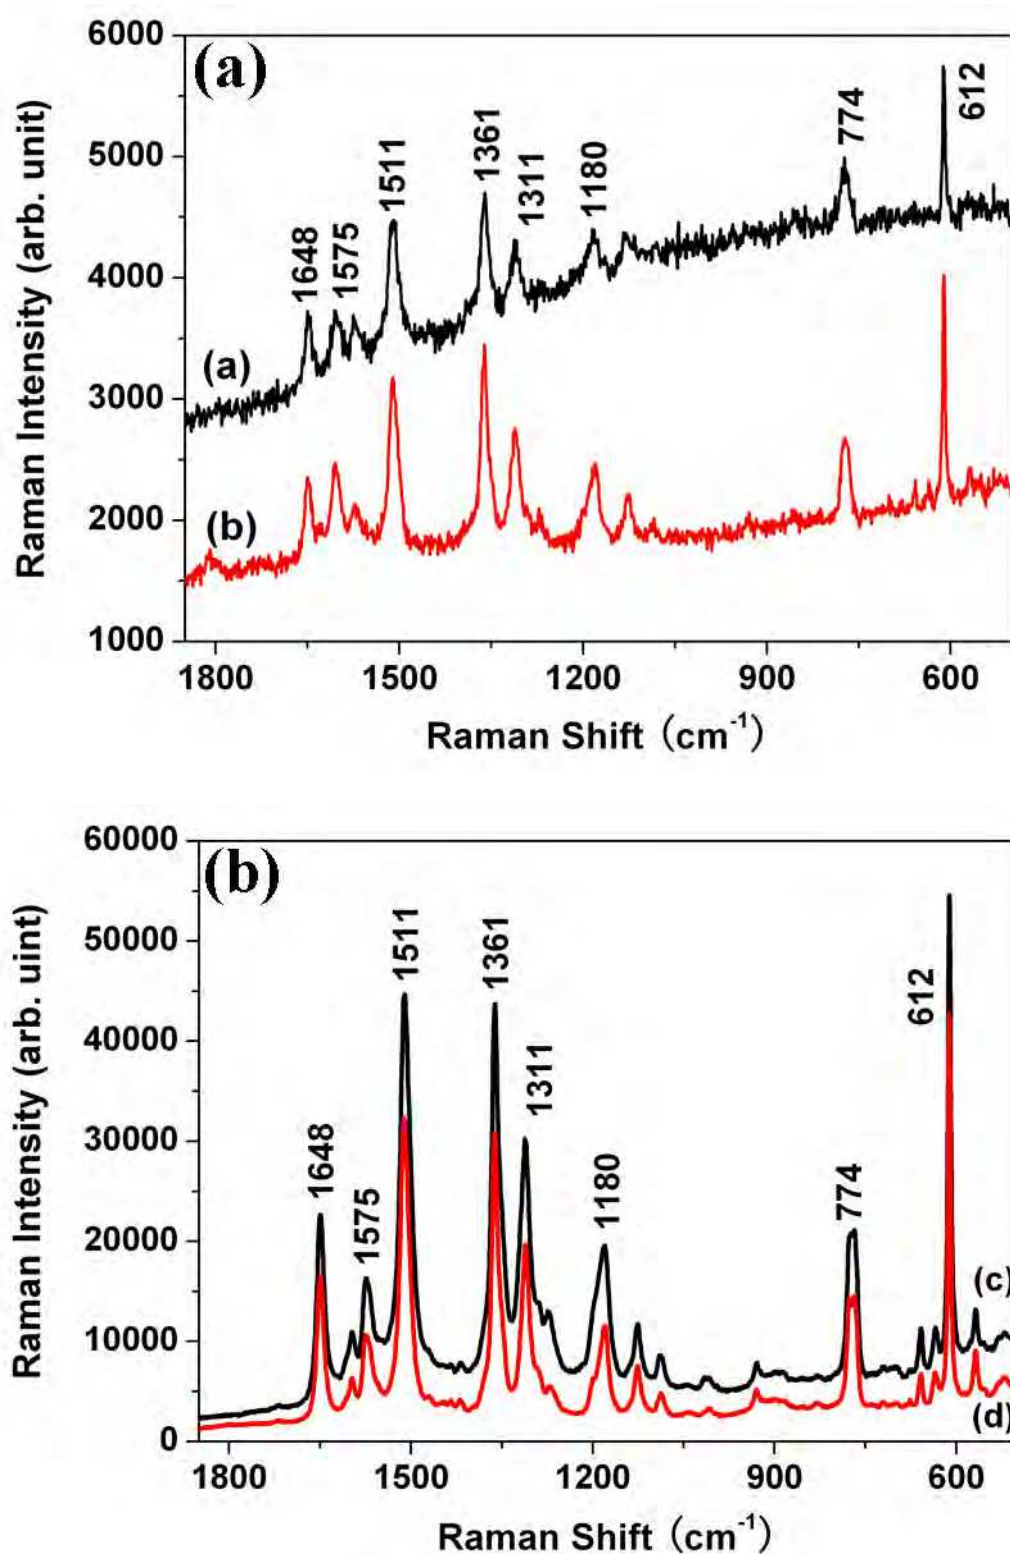 (a)
6000
5000
4000
3000
2000
1000
Raman Intensity (arb. unit)
1648
1575
1511
1361
1311
1180
774
612
(a)
(b)
1800 1500 1200 900 600
Raman Shift (cm-1)
(b)
60000
50000
40000
30000
20000
10000
0
Raman Intensity (arb. uint)
1648
1575
1511
1361
1311
1180
774
612
(c)
(d)
1800 1500 1200 900 600
Raman Shift (cm-1)